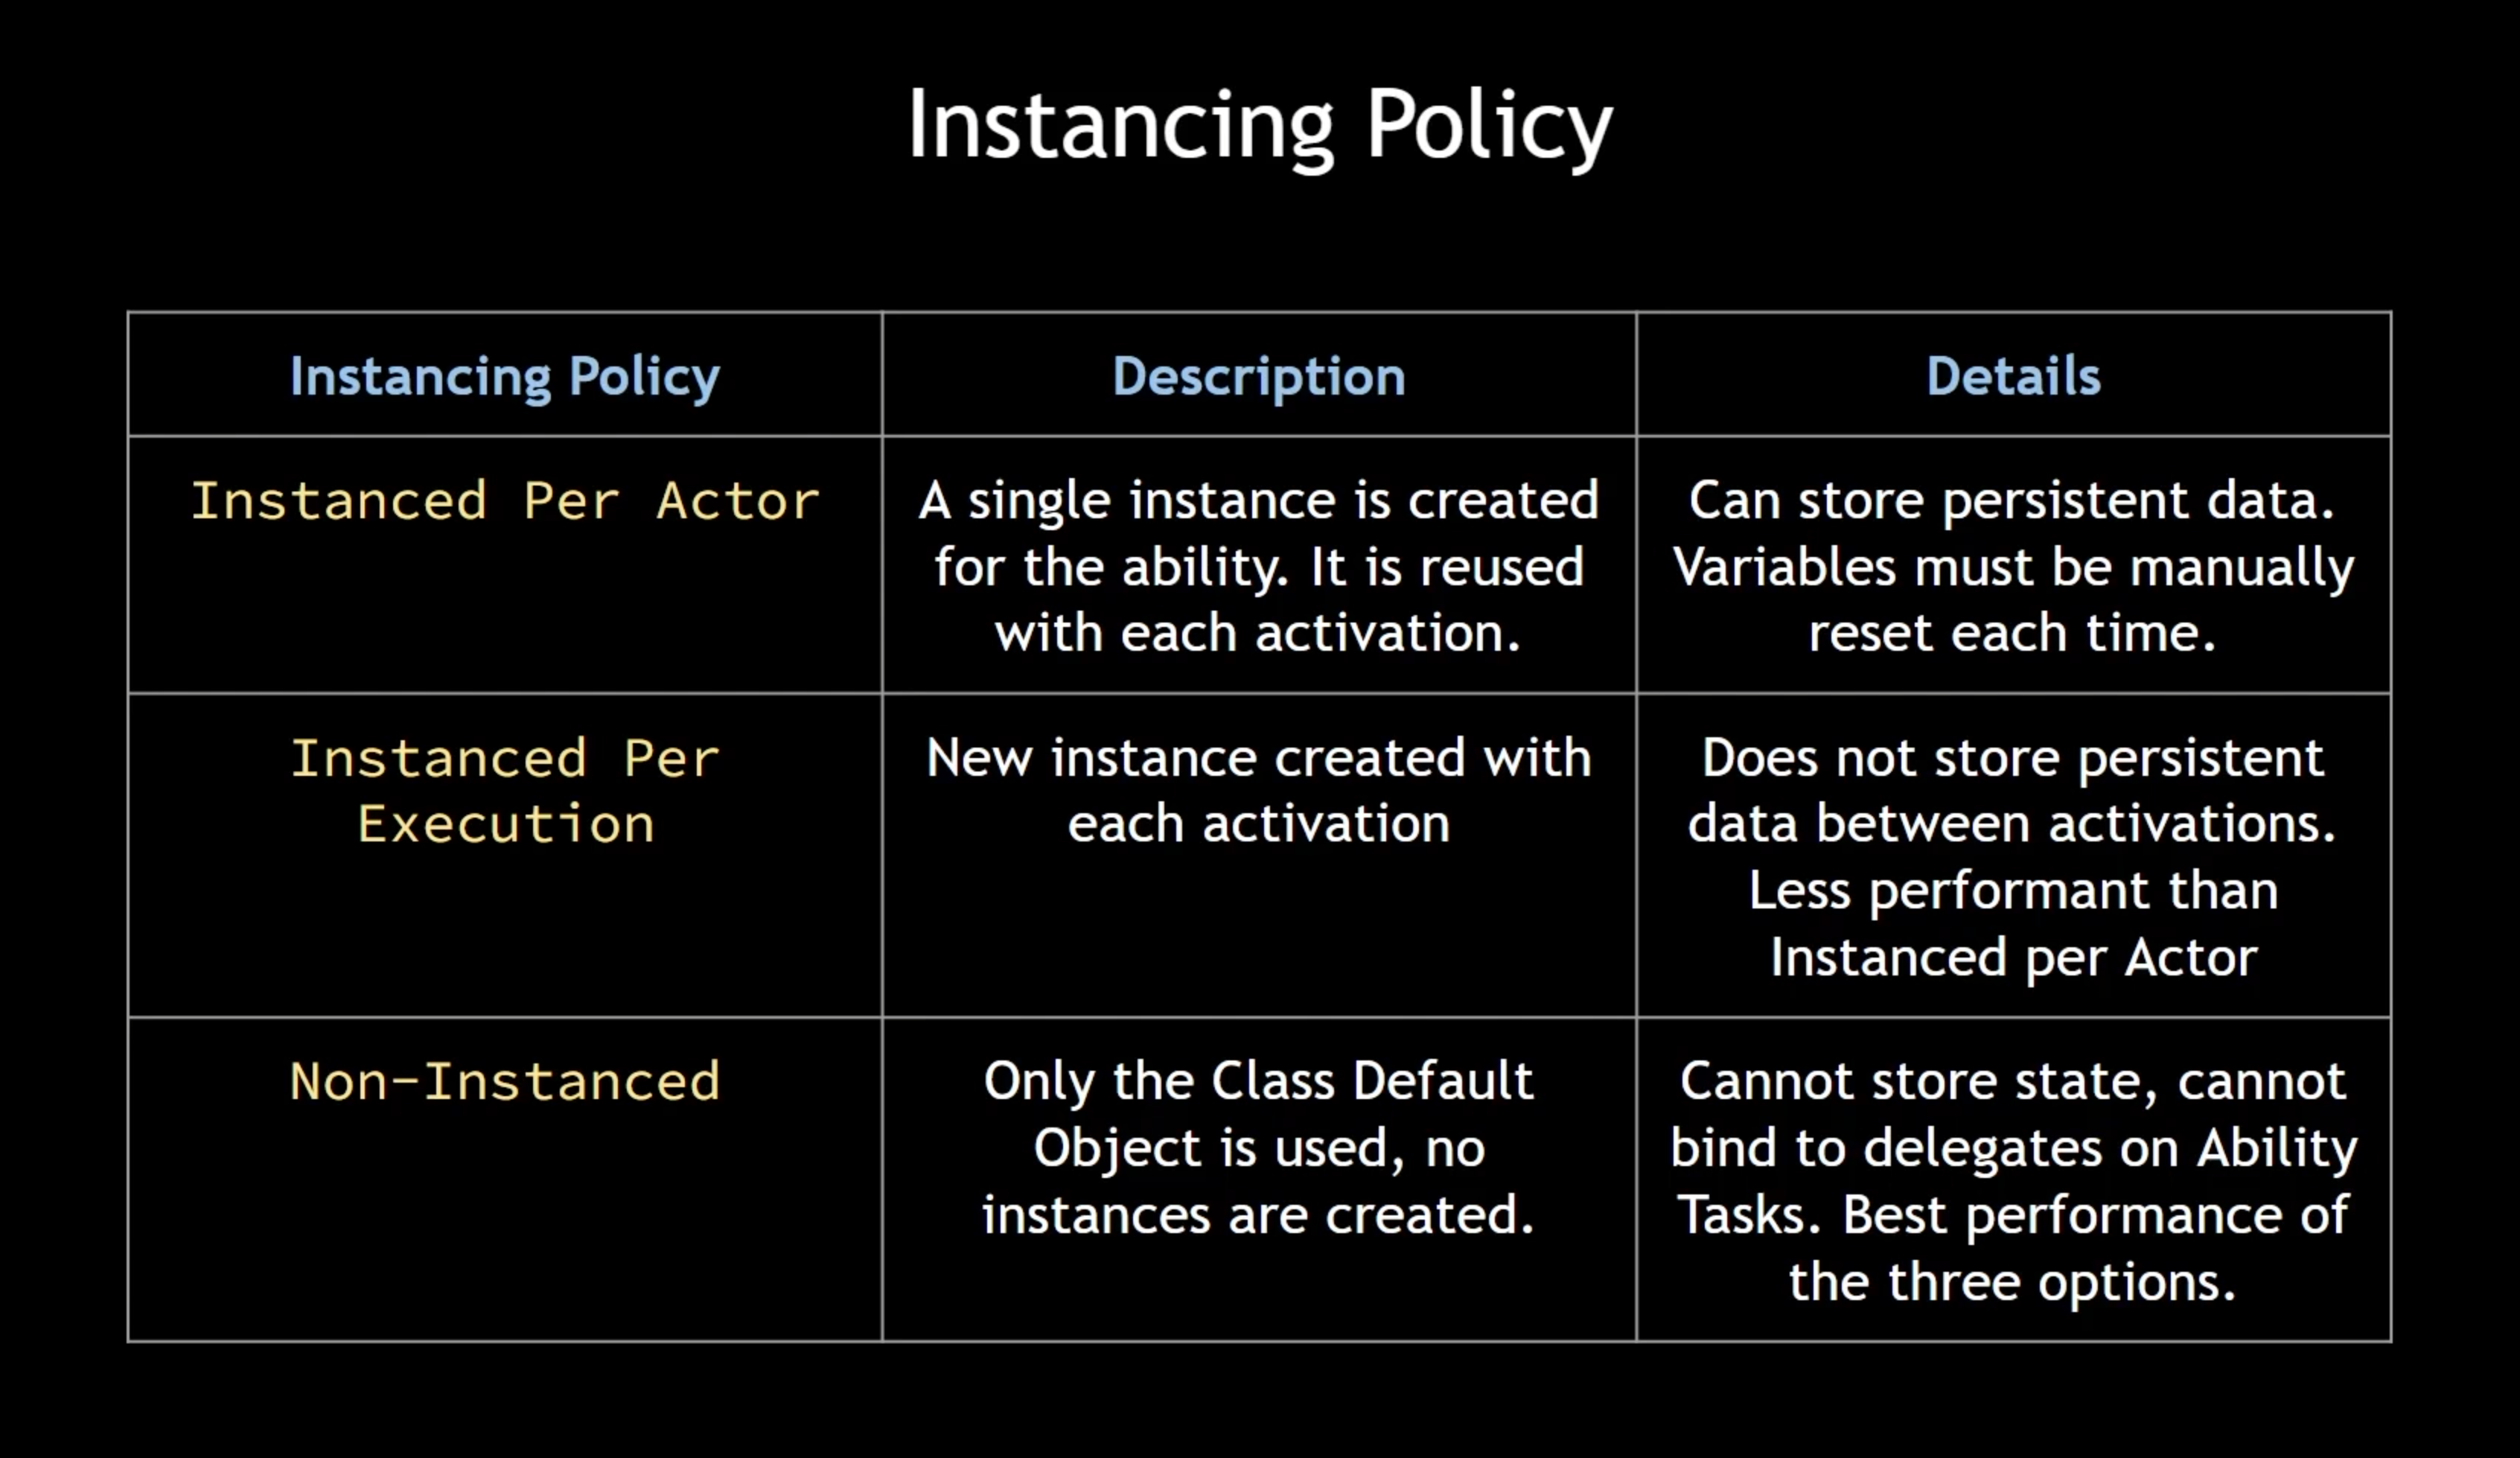 Instancing Policy
Instancing Policy
Description
Details
Instanced Per Actor
A single instance is created
for the ability. It is reused
with each activation.
Can store persistent data.
Variables must be manually
reset each time.
Instanced Per
Execution
New instance created with
each activation
Does not store persistent
data between activations.
Less performant than
Instanced per Actor
Non-Instanced
Only the Class Default
Object is used, no
instances are created.
Cannot store state, cannot
bind to delegates on Ability
Tasks. Best performance of
the three options.